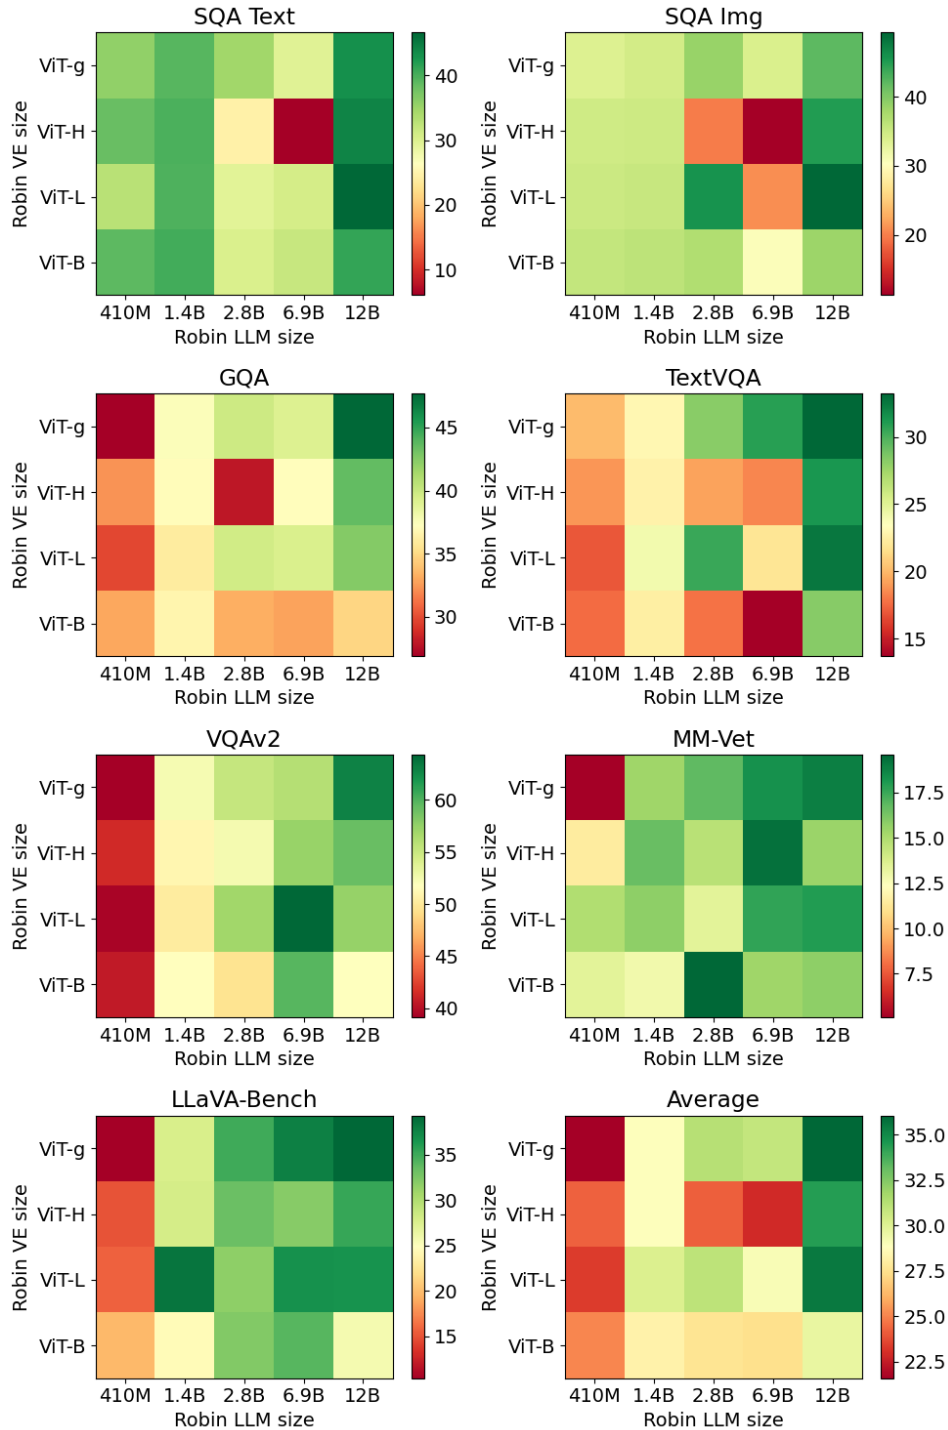 SQA Text
SQA Img
Robin VE size
ViT-g
ViT-H
ViT-L
ViT-B
410M 1.4B 2.8B 6.9B 12B
Robin LLM size
40
30
20
10
Robin VE size
ViT-g
ViT-H
ViT-L
ViT-B
410M 1.4B 2.8B 6.9B 12B
Robin LLM size
40
30
20
GQA
TextVQA
Robin VE size
ViT-g
ViT-H
ViT-L
ViT-B
410M 1.4B 2.8B 6.9B 12B
Robin LLM size
45
40
35
30
Robin VE size
ViT-g
ViT-H
ViT-L
ViT-B
410M 1.4B 2.8B 6.9B 12B
Robin LLM size
30
25
20
15
VQAv2
MM-Vet
Robin VE size
ViT-g
ViT-H
ViT-L
ViT-B
410M 1.4B 2.8B 6.9B 12B
Robin LLM size
60
55
50
45
40
Robin VE size
ViT-g
ViT-H
ViT-L
ViT-B
410M 1.4B 2.8B 6.9B 12B
Robin LLM size
17.5
15.0
12.5
10.0
7.5
LLaVA-Bench
Average
Robin VE size
ViT-g
ViT-H
ViT-L
ViT-B
410M 1.4B 2.8B 6.9B 12B
Robin LLM size
35
30
25
20
15
Robin VE size
ViT-g
ViT-H
ViT-L
ViT-B
410M 1.4B 2.8B 6.9B 12B
Robin LLM size
35.0
32.5
30.0
27.5
25.0
22.5